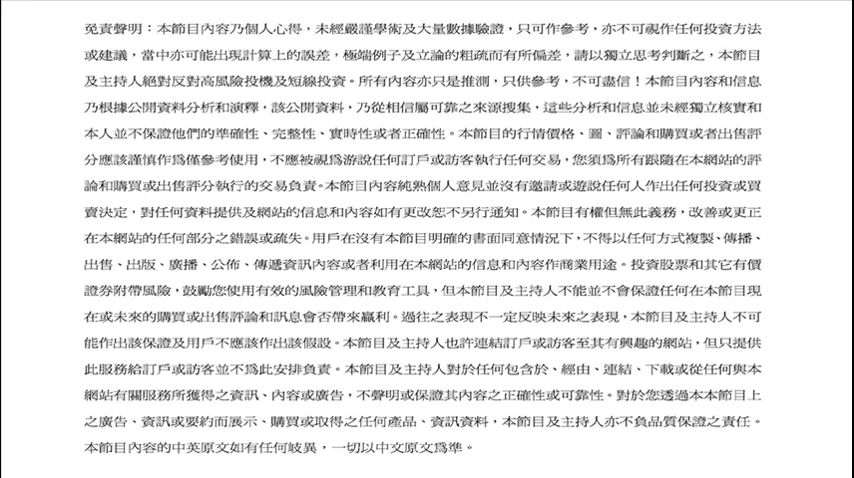 免責聲明：本節目內容乃個人心得，未經嚴謹學術及大量數據驗證，只可作參考，亦不可視作任何投資方法
或建議，當中亦可能出現計算上的誤差，極端例子及立論的粗疏而有所偏差，請以獨立思考判斷之，本節目
及主持人絕對反對高風險投機及短線投資。所有內容亦只是推測，只供參考，不可盡信！本節目內容和信息
乃根據公開資料分析和演釋，該公開資料，乃從相信屬可靠之來源搜集，這些分析和信息並未經獨立核實和
本人並不保證他們的準確性、完整性、實時性或者正確性。本節目的行情價格、圖、評論和購買或者出售評
分應該謹慎作為僅參考使用，不應被視為游說任何訂戶或訪客執行任何交易，您須為所有跟隨在本網站的評
論和購買或出售評分執行的交易負責。本節目內容純熟個人意見並沒有邀請或遊說任何人作出任何投資或買
賣決定，對任何資料提供及網站的信息和內容如有更改恕不另行通知。本節目有權但無此義務，改善或更正
在本網站的任何部分之錯誤或疏失。用戶在沒有本節目明確的書面同意情況下，不得以任何方式複製、傳播、
出售、出版、廣播、公佈、傳遞資訊內容或者利用在本網站的信息和內容作商業用途。投資股票和其它有價
證券附帶風險，鼓勵您使用有效的風險管理和教育工具，但本節目及主持人不能並不會保證任何在本節目現
在或未來的購買或出售評論和訊息會否帶來贏利。過往之表現不一定反映未來之表現，本節目及主持人不可
能作出該保證及用戶不應該作出該假設。本節目及主持人也許連結訂戶或訪客至其有興趣的網站，但只提供
此服務給訂戶或訪客並不為此安排負責。本節目及主持人對於任何包含於、經由、連結、下載或從任何與本
網站有關服務所獲得之資訊、內容或廣告，不聲明或保證其內容之正確性或可靠性。對於您透過本本節目上
之廣告、資訊或要約而展示、購買或取得之任何產品、資訊資料，本節目及主持人亦不負品質保證之責任。
本節目內容的中英原文如有任何歧異，一切以中文原文為準。